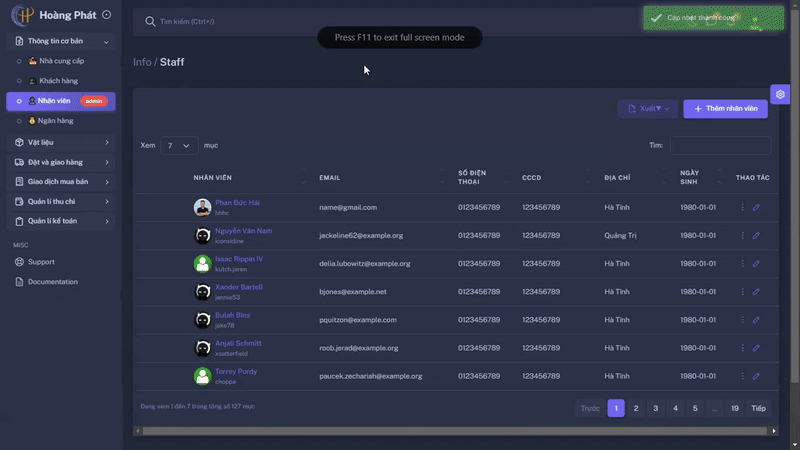 Hoàng Phát
Tìm kiếm (Ctrl+/)
Cập nhật thành công
Press F11 to exit full screen mode
Thông tin cơ bản
Nhà cung cấp
Khách hàng
Nhân viên
admin
Ngân hàng
Vật liệu
Đặt và giao hàng
Giao dịch mua bán
Quản lí thu chi
Quản lí kế toán
MISC
Support
Documentation
Info / Staff
Xuất
+ Thêm nhân viên
Xem 7 mục
Tìm:
NHÂN VIÊN EMAIL SỐ ĐIỆN THOẠI CCCD ĐỊA CHỈ NGÀY SINH THAO TÁC
Phan Đức Hải
hhhc
name@gmail.com 0123456789 123456789 Hà Tĩnh 1980-01-01
Nguyễn Văn Nam
iconsidine
jackeline62@example.org 0123456789 123456789 Quảng Trị 1980-01-01
Issac Rippin IV
kutch.jaren
delia.lubowitz@example.org 0123456789 123456789 Hà Tĩnh 1980-01-01
Xander Bartell
jennie53
bjones@example.net 0123456789 123456789 Hà Tĩnh 1980-01-01
Bulah Bins
jake78
pquitzon@example.com 0123456789 123456789 Hà Tĩnh 1980-01-01
Anjali Schmitt
xsatterfield
roob.jerad@example.org 0123456789 123456789 Hà Tĩnh 1980-01-01
Torrey Purdy
choppe
paucek.zechariah@example.org 0123456789 123456789 Hà Tĩnh 1980-01-01
Đang xem 1 đến 7 trong tổng số 127 mục
Trước 1 2 3 4 5 ... 19 Tiếp